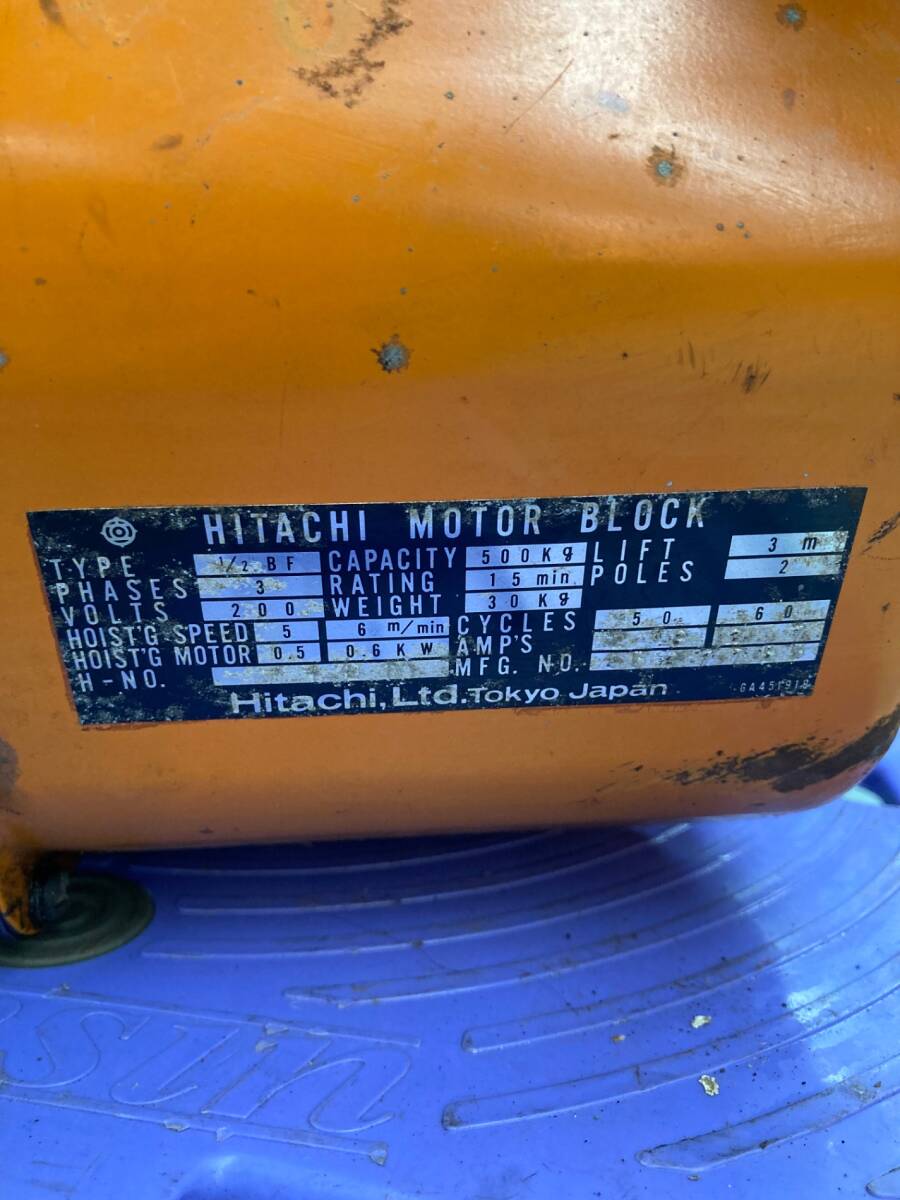 HITACHI MOTOR BLOCK
TYPE 1/2 BF CAPACITY 500Kg LIFT 3 m
PHASES 3 RATING 15 min. POLES 2
VOLTS 200 WEIGHT 30Kg
HOIST'G SPEED 5 6 m/min CYCLES 50 60
HOIST'G MOTOR 0.5 0.6 KW AMP'S
H-NO. MFG. NO.
Hitachi, Ltd. Tokyo Japan
sun